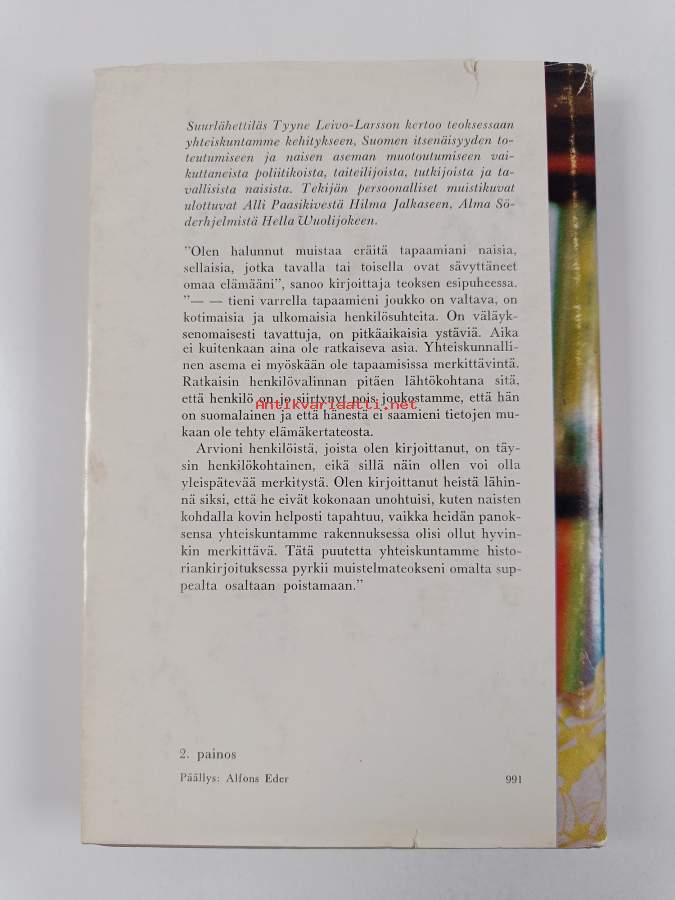 Suurlähettiläs Tyyne Leivo-Larsson kertoo teoksessaan
yhteiskuntamme kehitykseen, Suomen itsenäisyyden to-
teutumiseen ja naisen aseman muotoutumiseen vai-
kuttaneista poliitikoista, taiteilijoista, tutkijoista ja ta-
vallisista naisista. Tekijän persoonalliset muistikuvat
ulottuvat Alli Paasikivestä Hilma Jalkaseen, Alma Sö-
derhjelmistä Hella Wuolijokeen.
"Olen halunnut muistaa eräitä tapaamiani naisia,
sellaisia, jotka tavalla tai toisella ovat sävyttäneet
omaa elämääni", sanoo kirjoittaja teoksen esipuheessa.
"— — tieni varrella tapaamieni joukko on valtava, on
kotimaisia ja ulkomaisia henkilösuhteita. On väläyk-
senomaisesti tavattuja, on pitkäaikaisia ystäviä. Aika
ei kuitenkaan aina ole ratkaiseva asia. Yhteiskunnalli-
nen asema ei myöskään ole tapaamisissa merkittävintä.
Ratkaisin henkilövalinnan pitäen lähtökohtana sitä,
että henkilö on jo siirtynyt pois joukostamme, että hän
Antikvariaatti.net
on suomalainen ja että hänestä ei saamieni tietojen mu-
kaan ole tehty elämäkertateosta.
Arvioni henkilöistä, joista olen kirjoittanut, on täy-
sin henkilökohtainen, eikä sillä näin ollen voi olla
yleispätevää merkitystä. Olen kirjoittanut heistä lähin-
nä siksi, että he eivät kokonaan unohtuisi, kuten naisten
kohdalla kovin helposti tapahtuu, vaikka heidän panok-
sensa yhteiskuntamme rakennuksessa olisi ollut hyvin-
kin merkittävä. Tätä puutetta yhteiskuntamme histo-
riankirjoituksessa pyrkii muistelmateokseni omalta sup-
pealta osaltaan poistamaan."
2. painos
Päällys: Alfons Eder 991